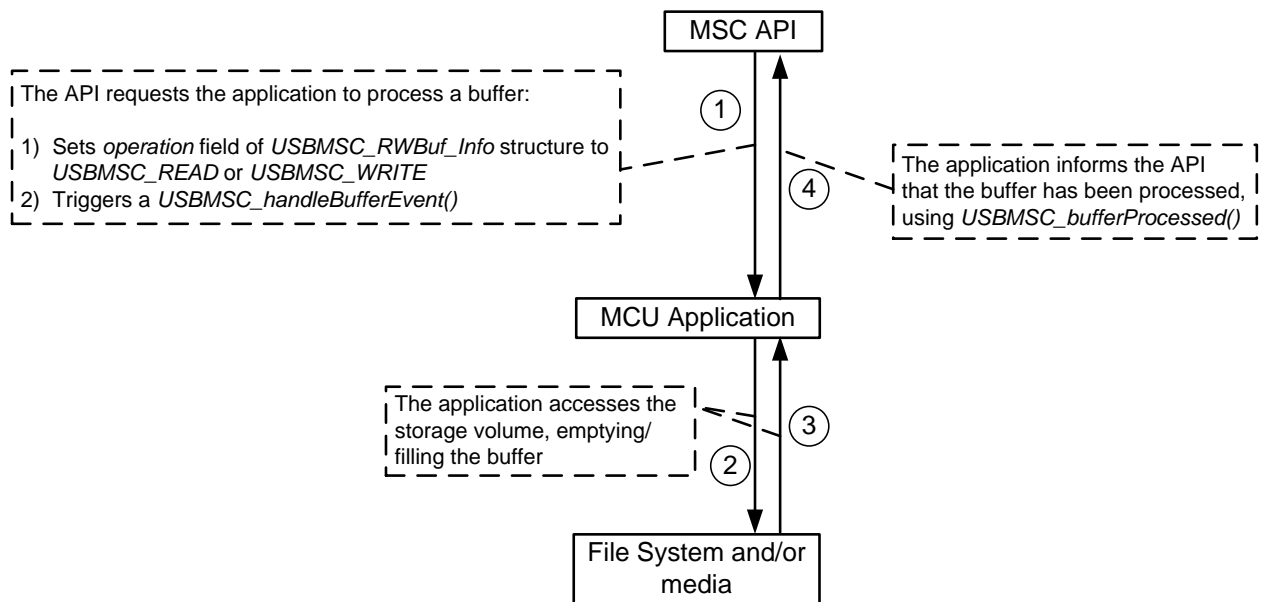 MSC API
The API requests the application to process a buffer:
1) Sets operation field of USBMSC_RWBuf_Info structure to
USBMSC_READ or USBMSC_WRITE
2) Triggers a USBMSC_handleBufferEvent()
1
4
The application informs the API
that the buffer has been processed,
using USBMSC_bufferProcessed()
MCU Application
The application accesses the
storage volume, emptying/
filling the buffer
3
2
File System and/or
media